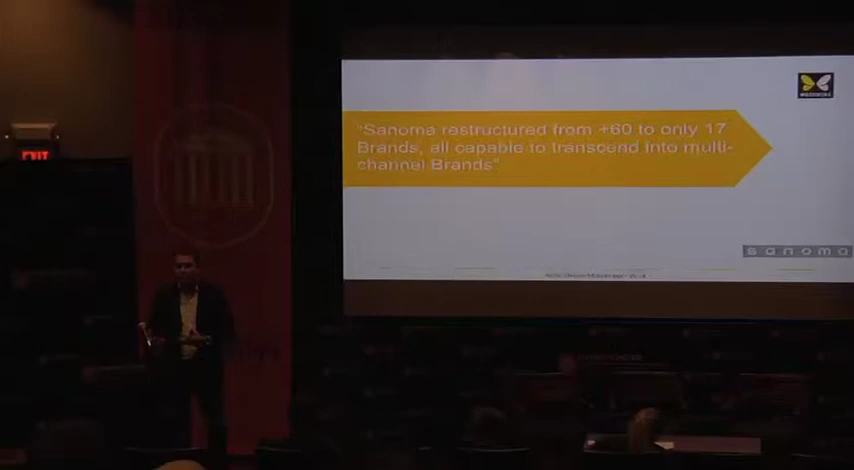 EXIT
"Sanoma restructured from +60 to only 17
Brands, all capable to transcend into multi-
channel Brands"
sanoma